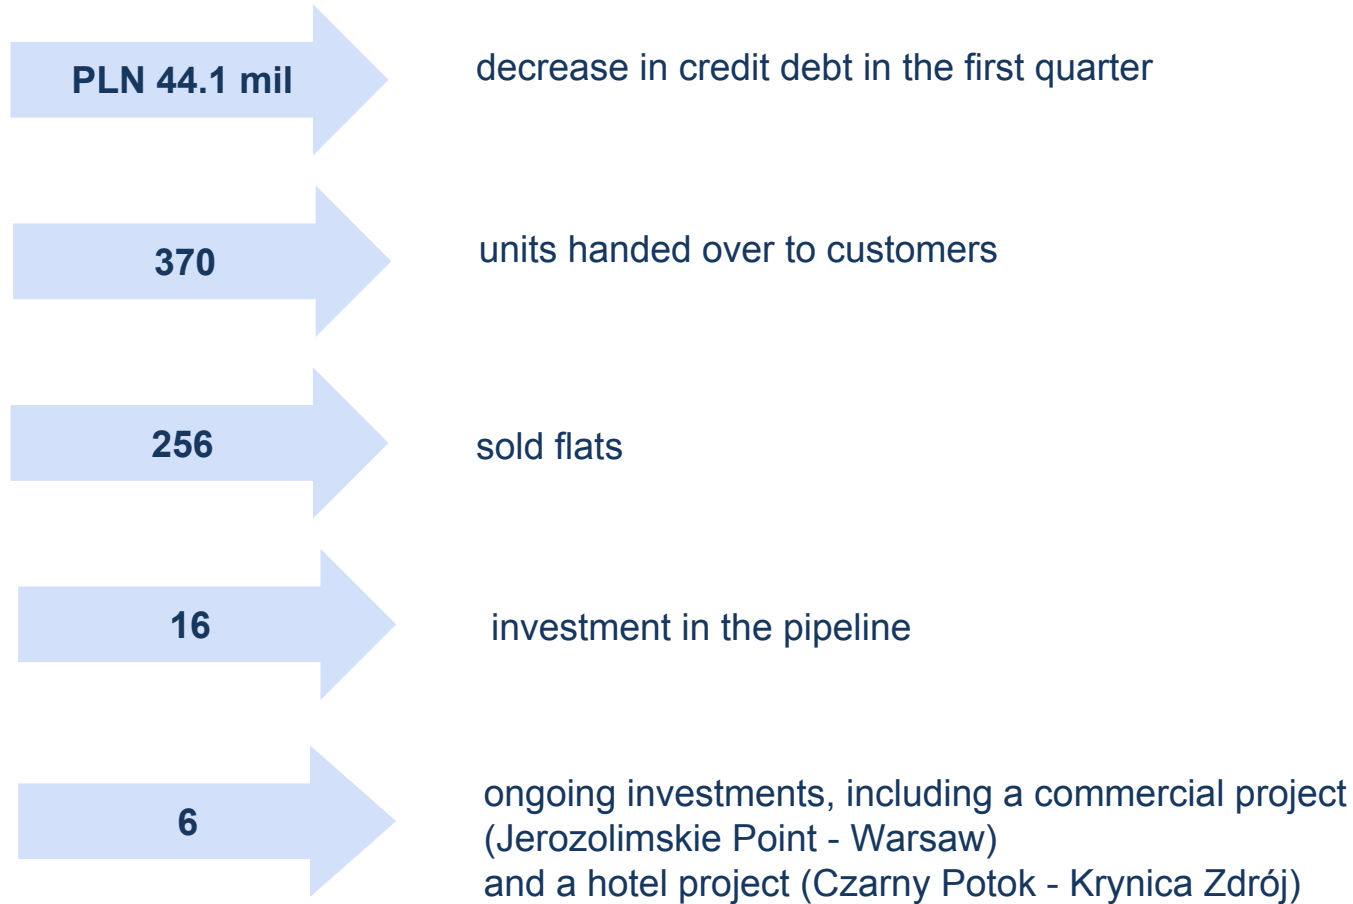 PLN 44.1 mil
decrease in credit debt in the first quarter
370
units handed over to customers
256
sold flats
16
investment in the pipeline
6
ongoing investments, including a commercial project
(Jerozolimskie Point - Warsaw)
and a hotel project (Czarny Potok - Krynica Zdrój)